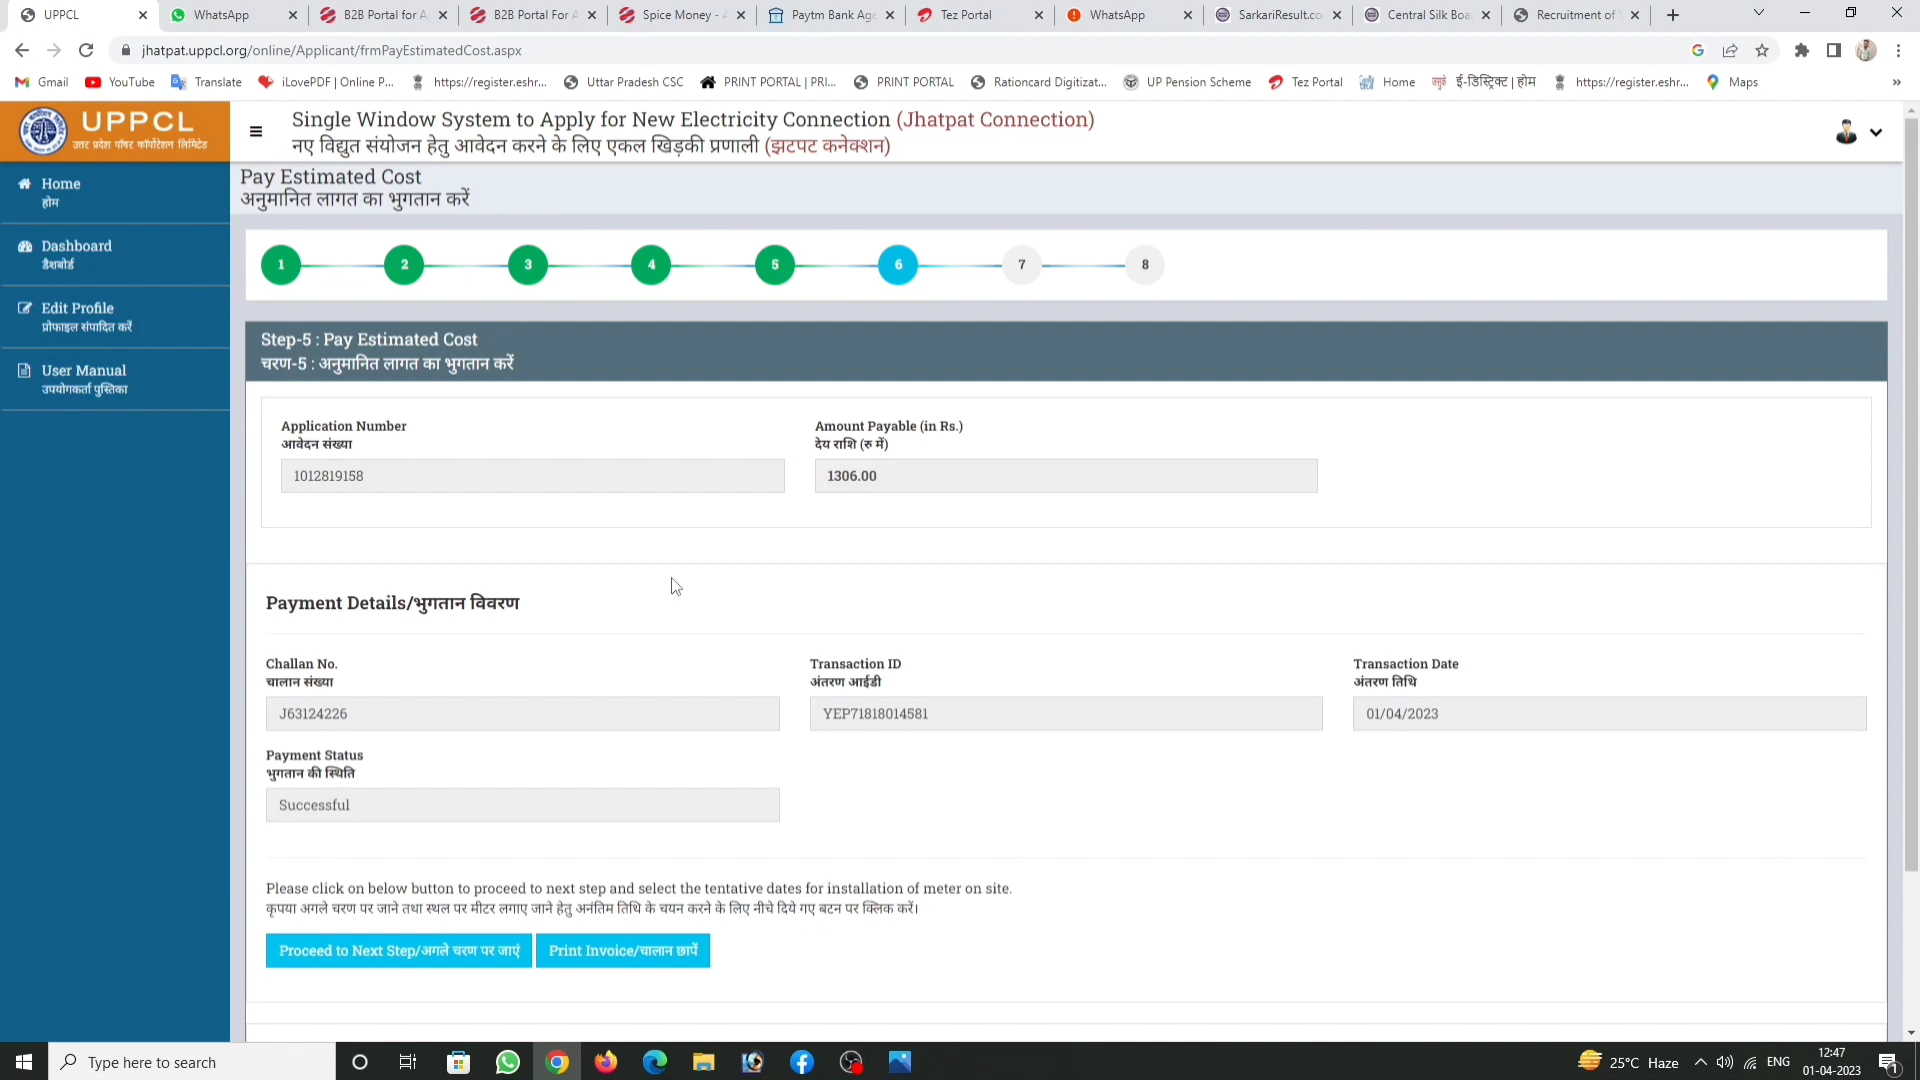 UPPCL
WhatsApp
B2B Portal for A
B2B Portal For A
Spice Money - A
Paytm Bank Age
Tez Portal
WhatsApp
SarkariResult.co
Central Silk Boa
Recruitment of
jhatpat.uppcl.org/online/Applicant/frmPayEstimatedCost.aspx
Gmail
YouTube
Translate
iLovePDF | Online P...
https://register.eshr...
Uttar Pradesh CSC
PRINT PORTAL | PRI...
PRINT PORTAL
Rationcard Digitizat...
UP Pension Scheme
Tez Portal
Home
ई-डिस्ट्रिक्ट | होम
https://register.eshr...
Maps
UPPCL
उत्तर प्रदेश पॉवर कॉर्पोरेशन लिमिटेड
Single Window System to Apply for New Electricity Connection (Jhatpat Connection)
नए विद्युत संयोजन हेतु आवेदन करने के लिए एकल खिड़की प्रणाली (झटपट कनेक्शन)
Home
होम
Dashboard
डैशबोर्ड
Edit Profile
प्रोफाइल संपादित करें
User Manual
उपयोगकर्ता पुस्तिका
Pay Estimated Cost
अनुमानित लागत का भुगतान करें
1 2 3 4 5 6 7 8
Step-5 : Pay Estimated Cost
चरण-5 : अनुमानित लागत का भुगतान करें
Application Number
आवेदन संख्या
1012819158
Amount Payable (in Rs.)
देय राशि (रु में)
1306.00
Payment Details/भुगतान विवरण
Challan No.
चालान संख्या
J63124226
Transaction ID
अंतरण आईडी
YEP71818014581
Transaction Date
अंतरण तिथि
01/04/2023
Payment Status
भुगतान की स्थिति
Successful
Please click on below button to proceed to next step and select the tentative dates for installation of meter on site.
कृपया अगले चरण पर जाने तथा स्थल पर मीटर लगाए जाने हेतु अनंतिम तिथि के चयन करने के लिए नीचे दिये गए बटन पर क्लिक करें।
Proceed to Next Step/अगले चरण पर जाएं
Print Invoice/चालान छापें
Type here to search
25°C Haze
ENG
12:47
01-04-2023
1